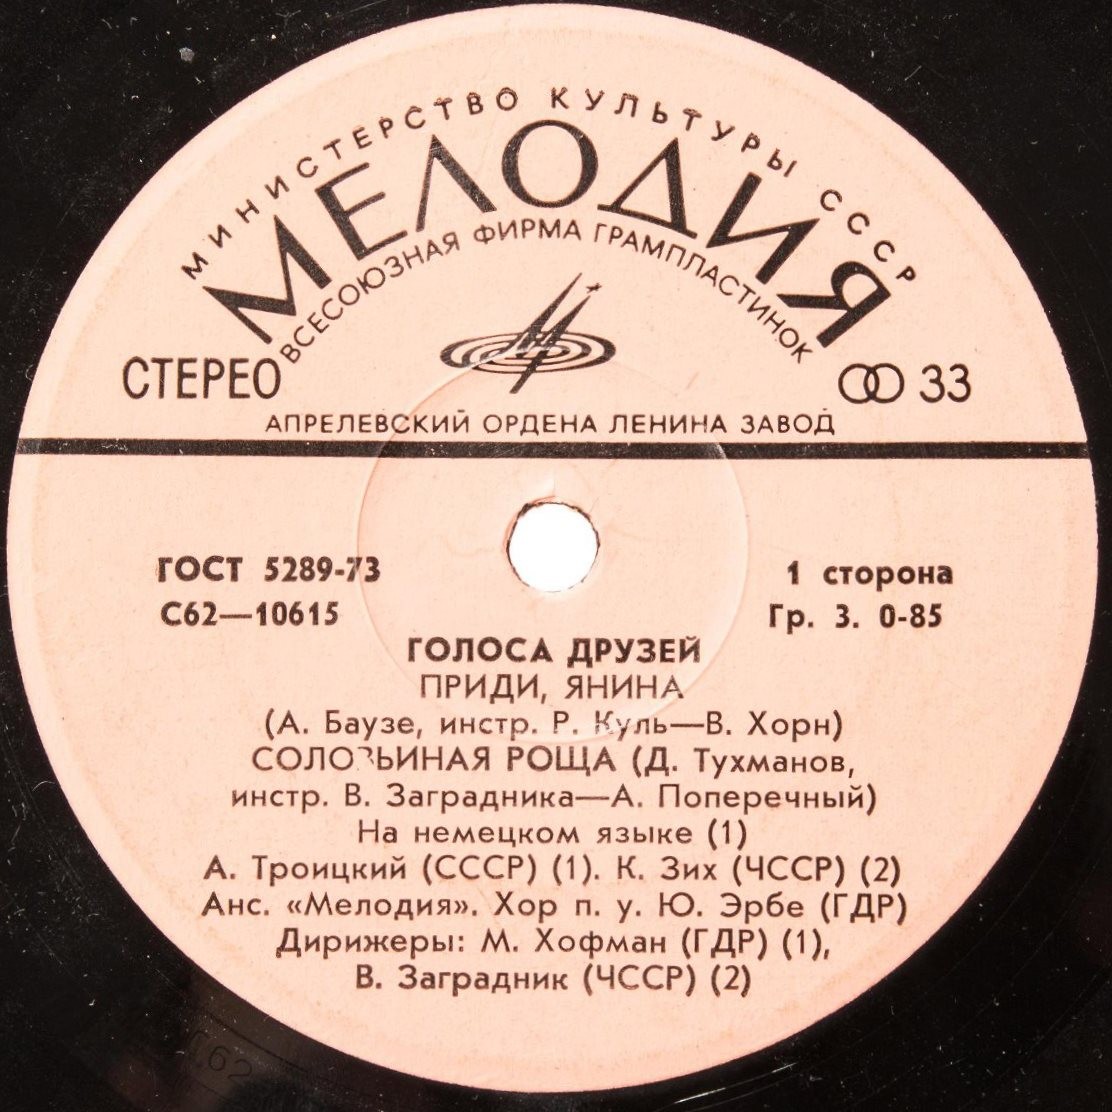 МИНИСТЕРСТВО КУЛЬТУРЫ СССР
МЕЛОДИЯ
ВСЕСОЮЗНАЯ ФИРМА ГРАМПЛАСТИНОК
СТЕРЕО
33
АПРЕЛЕВСКИЙ ОРДЕНА ЛЕНИНА ЗАВОД
ГОСТ 5289-73
1 сторона
С62—10615
Гр. 3. 0-85
ГОЛОСА ДРУЗЕЙ
ПРИДИ, ЯНИНА
(А. Баузе, инстр. Р. Куль—В. Хорн)
СОЛОВЬИНАЯ РОЩА (Д. Тухманов,
инстр. В. Заградника—А. Поперечный)
На немецком языке (1)
А. Троицкий (СССР) (1). К. Зих (ЧССР) (2)
Анс. «Мелодия». Хор п. у. Ю. Эрбе (ГДР)
Дирижеры: М. Хофман (ГДР) (1),
В. Заградник (ЧССР) (2)